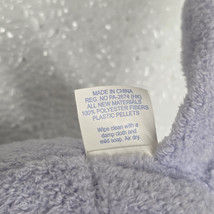 MADE IN CHINA
REG. NO PA-2674 (HK)
ALL NEW MATERIALS
100% POLYESTER FIBERS
PLASTIC PELLETS
Wipe clean with a
damp cloth and
mild soap. Air dry.